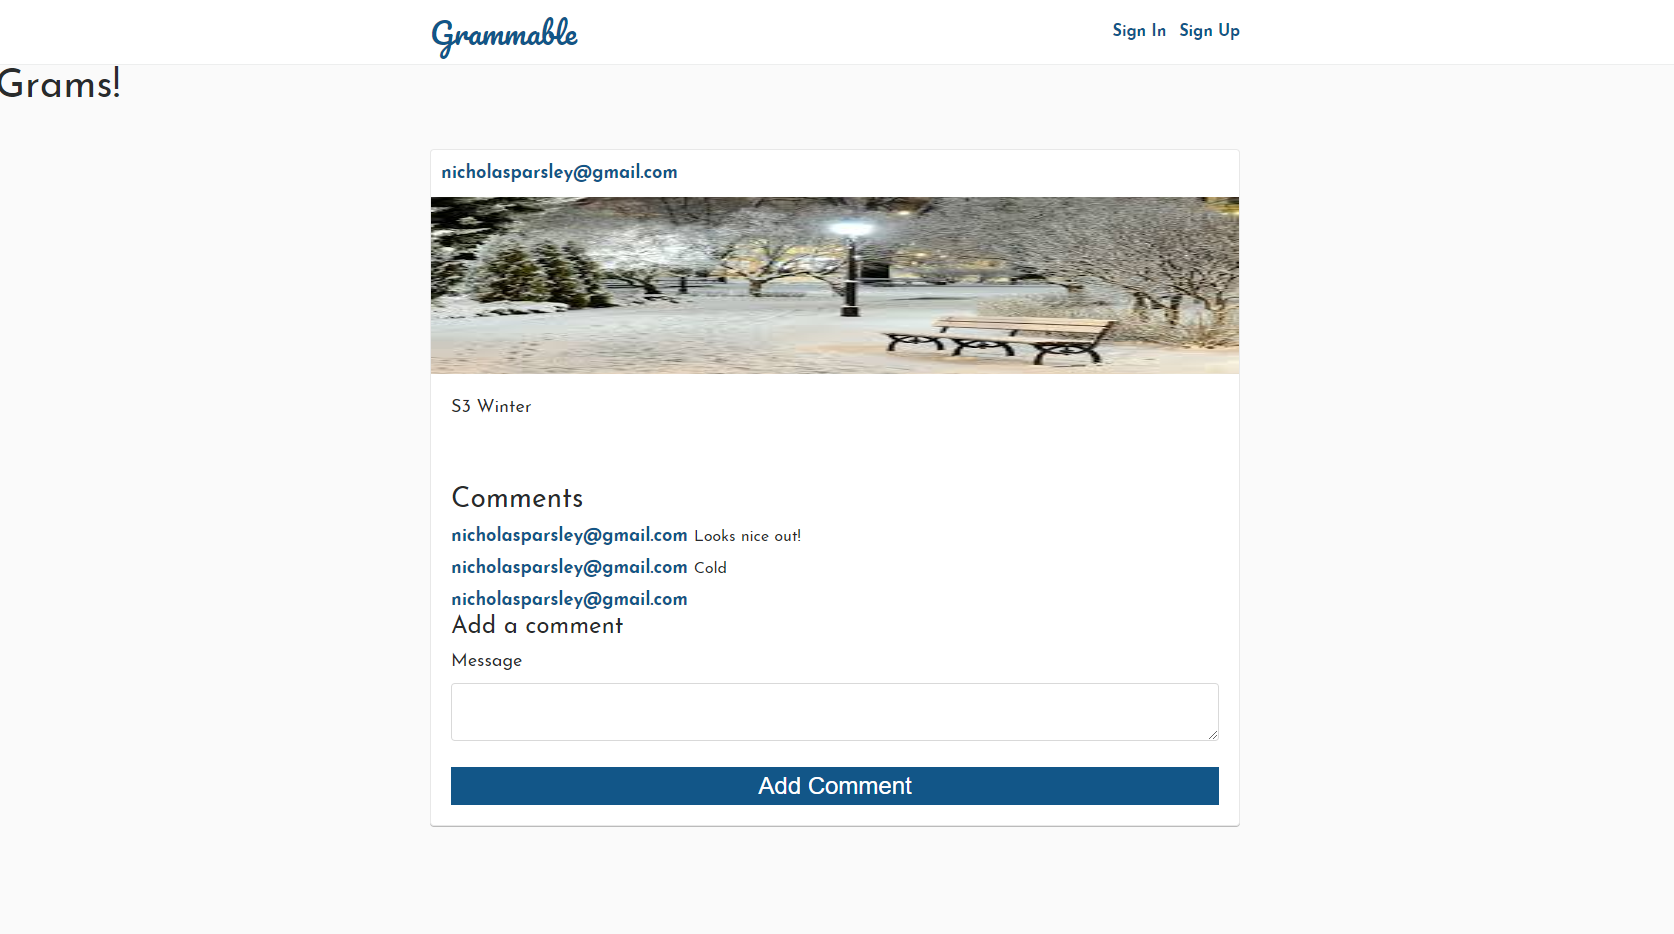 Grammable
Sign In Sign Up
Grams!
nicholasparsley@gmail.com
S3 Winter
Comments
nicholasparsley@gmail.com Looks nice out!
nicholasparsley@gmail.com Cold
nicholasparsley@gmail.com
Add a comment
Message
Add Comment